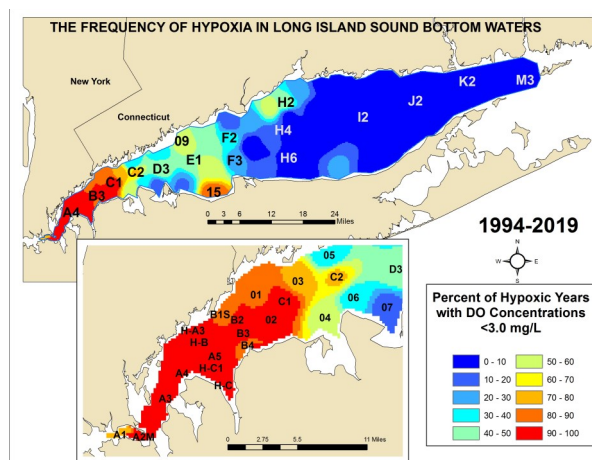 THE FREQUENCY OF HYPOXIA IN LONG ISLAND SOUND BOTTOM WATERS
New York
Connecticut
K2
M3
J2
H2
I2
H4
09
F2
H6
F3
E1
D3
C2
C1
B3
15
A4
0 3 6 12 18 24
Miles
1994-2019
N
W E
S
05
D3
03
C2
01
C1
06
07
B1S
B2
02
04
H-A3
B3
H-B
B4
A5
H-C1
A4
H-C
A3
A1
A2M
0 2.75 5.5 11 Miles
Percent of Hypoxic Years
with DO Concentrations
<3.0 mg/L
0 - 10 50 - 60
10 - 20 60 - 70
20 - 30 70 - 80
30 - 40 80 - 90
40 - 50 90 - 100